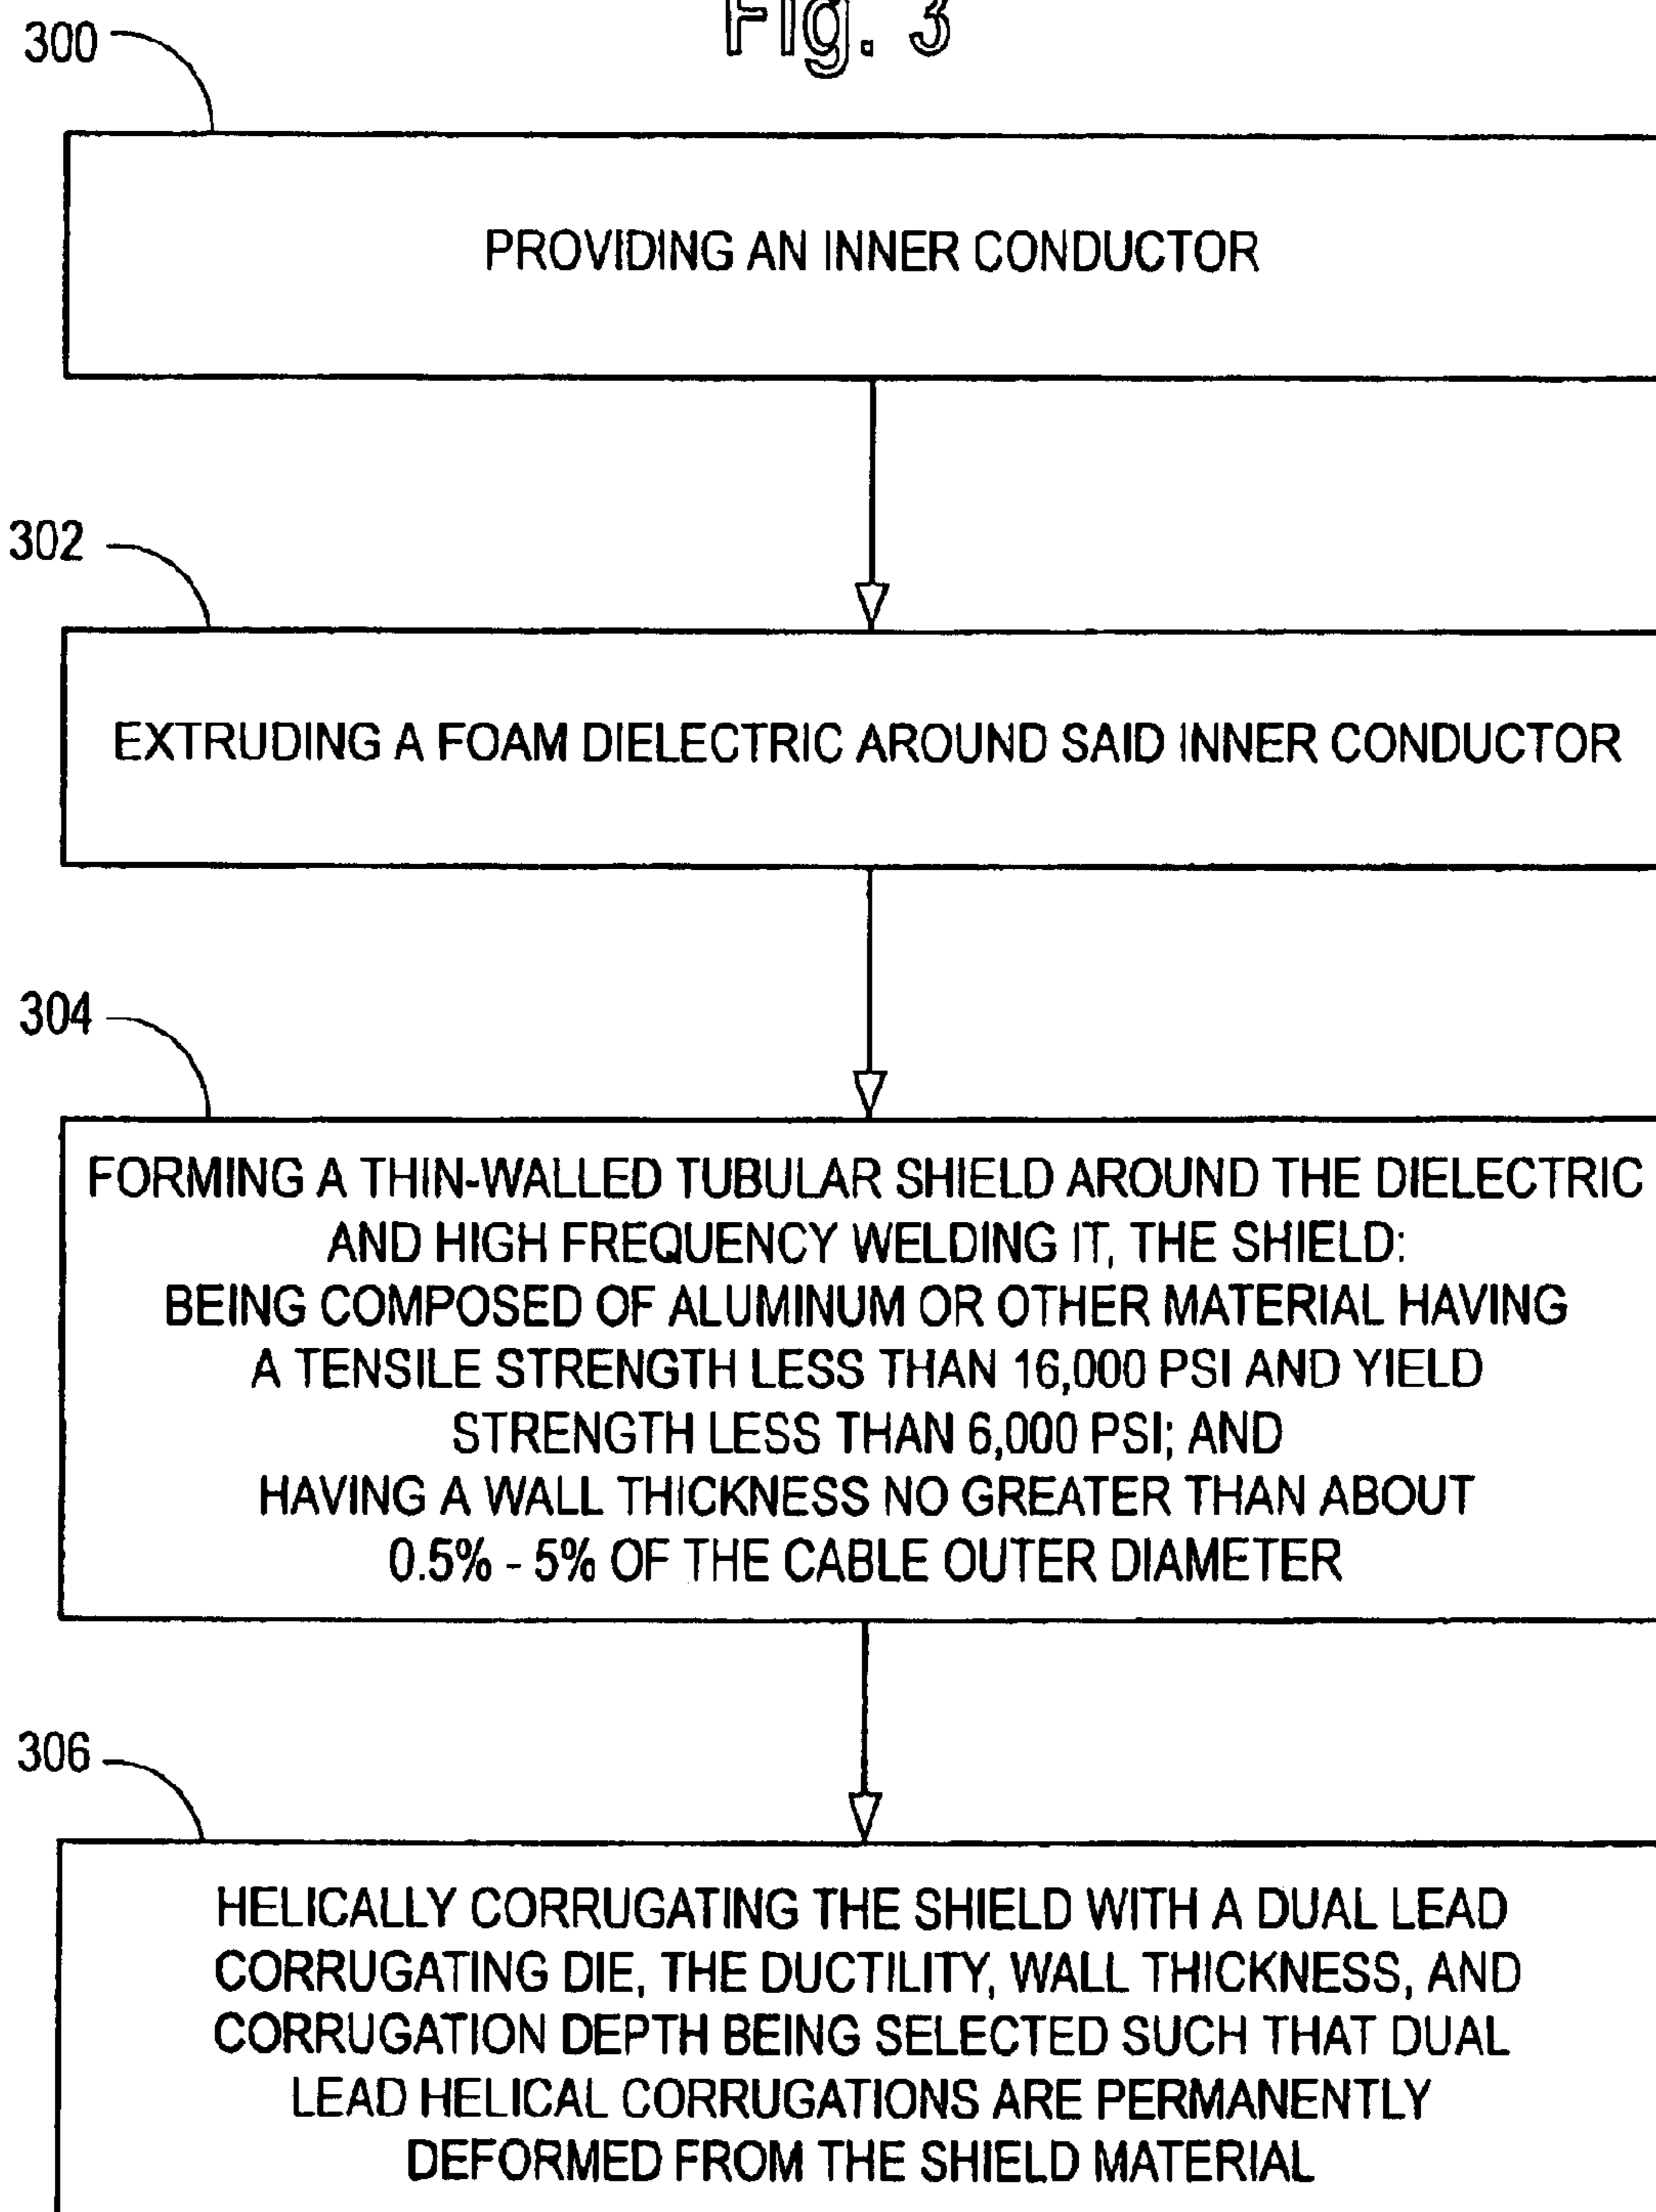 Fig. 3
300
PROVIDING AN INNER CONDUCTOR
302
EXTRUDING A FOAM DIELECTRIC AROUND SAID INNER CONDUCTOR
304
FORMING A THIN-WALLED TUBULAR SHIELD AROUND THE DIELECTRIC
AND HIGH FREQUENCY WELDING IT, THE SHIELD:
BEING COMPOSED OF ALUMINUM OR OTHER MATERIAL HAVING
A TENSILE STRENGTH LESS THAN 16,000 PSI AND YIELD
STRENGTH LESS THAN 6,000 PSI; AND
HAVING A WALL THICKNESS NO GREATER THAN ABOUT
0.5% - 5% OF THE CABLE OUTER DIAMETER
306
HELICALLY CORRUGATING THE SHIELD WITH A DUAL LEAD
CORRUGATING DIE, THE DUCTILITY, WALL THICKNESS, AND
CORRUGATION DEPTH BEING SELECTED SUCH THAT DUAL
LEAD HELICAL CORRUGATIONS ARE PERMANENTLY
DEFORMED FROM THE SHIELD MATERIAL